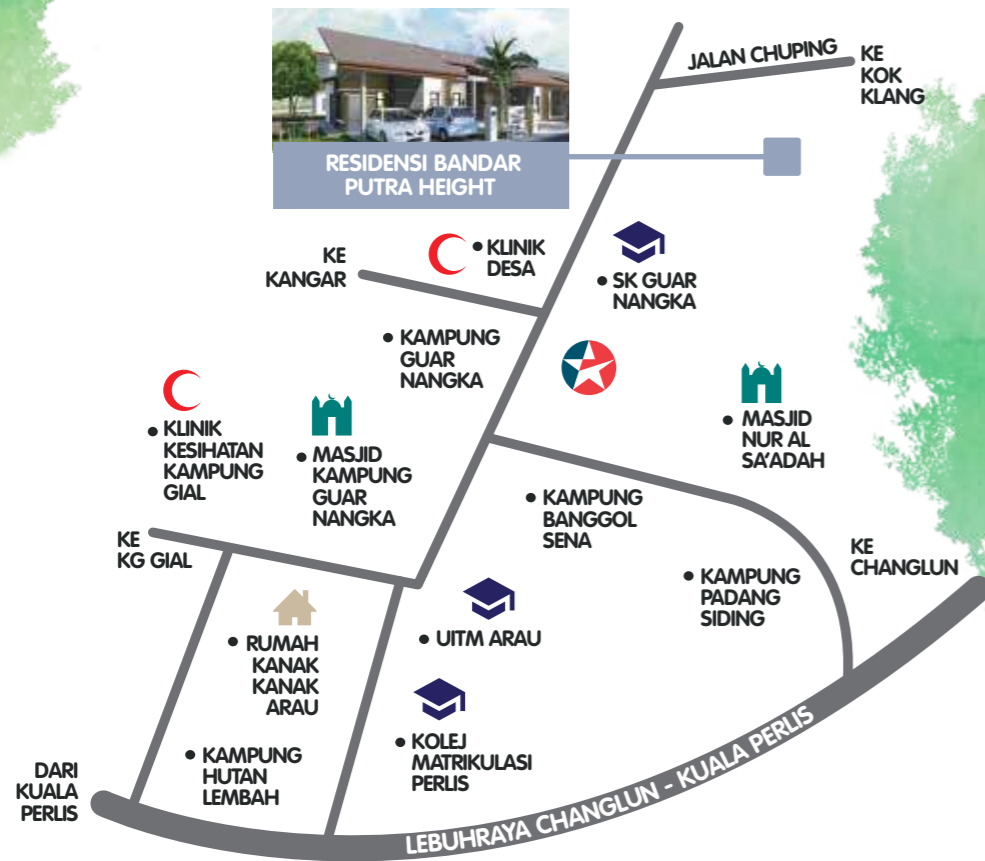 JALAN CHUPING
KE
KOK
KLANG
RESIDENSI BANDAR
PUTRA HEIGHT
KE
KANGAR
KLINIK
DESA
SK GUAR
NANGKA
KAMPUNG
GUAR
NANGKA
KLINIK
KESIHATAN
KAMPUNG
GIAL
MASJID
KAMPUNG
GUAR
NANGKA
MASJID
NUR AL
SA'ADAH
KAMPUNG
BANGGOL
SENA
KE
KG GIAL
KE
CHANGLUN
KAMPUNG
PADANG
SIDING
RUMAH
KANAK
KANAK
ARAU
UITM ARAU
KOLEJ
MATRIKULASI
PERLIS
KAMPUNG
HUTAN
LEMBAH
DARI
KUALA
PERLIS
LEBUHRAYA CHANGLUN - KUALA PERLIS